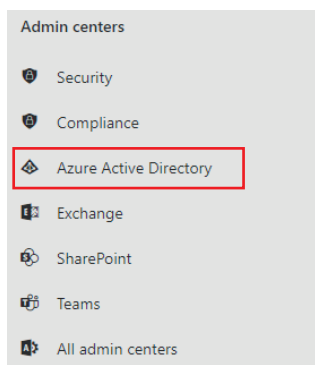 Admin centers
Security
Compliance
Azure Active Directory
Exchange
SharePoint
Teams
All admin centers